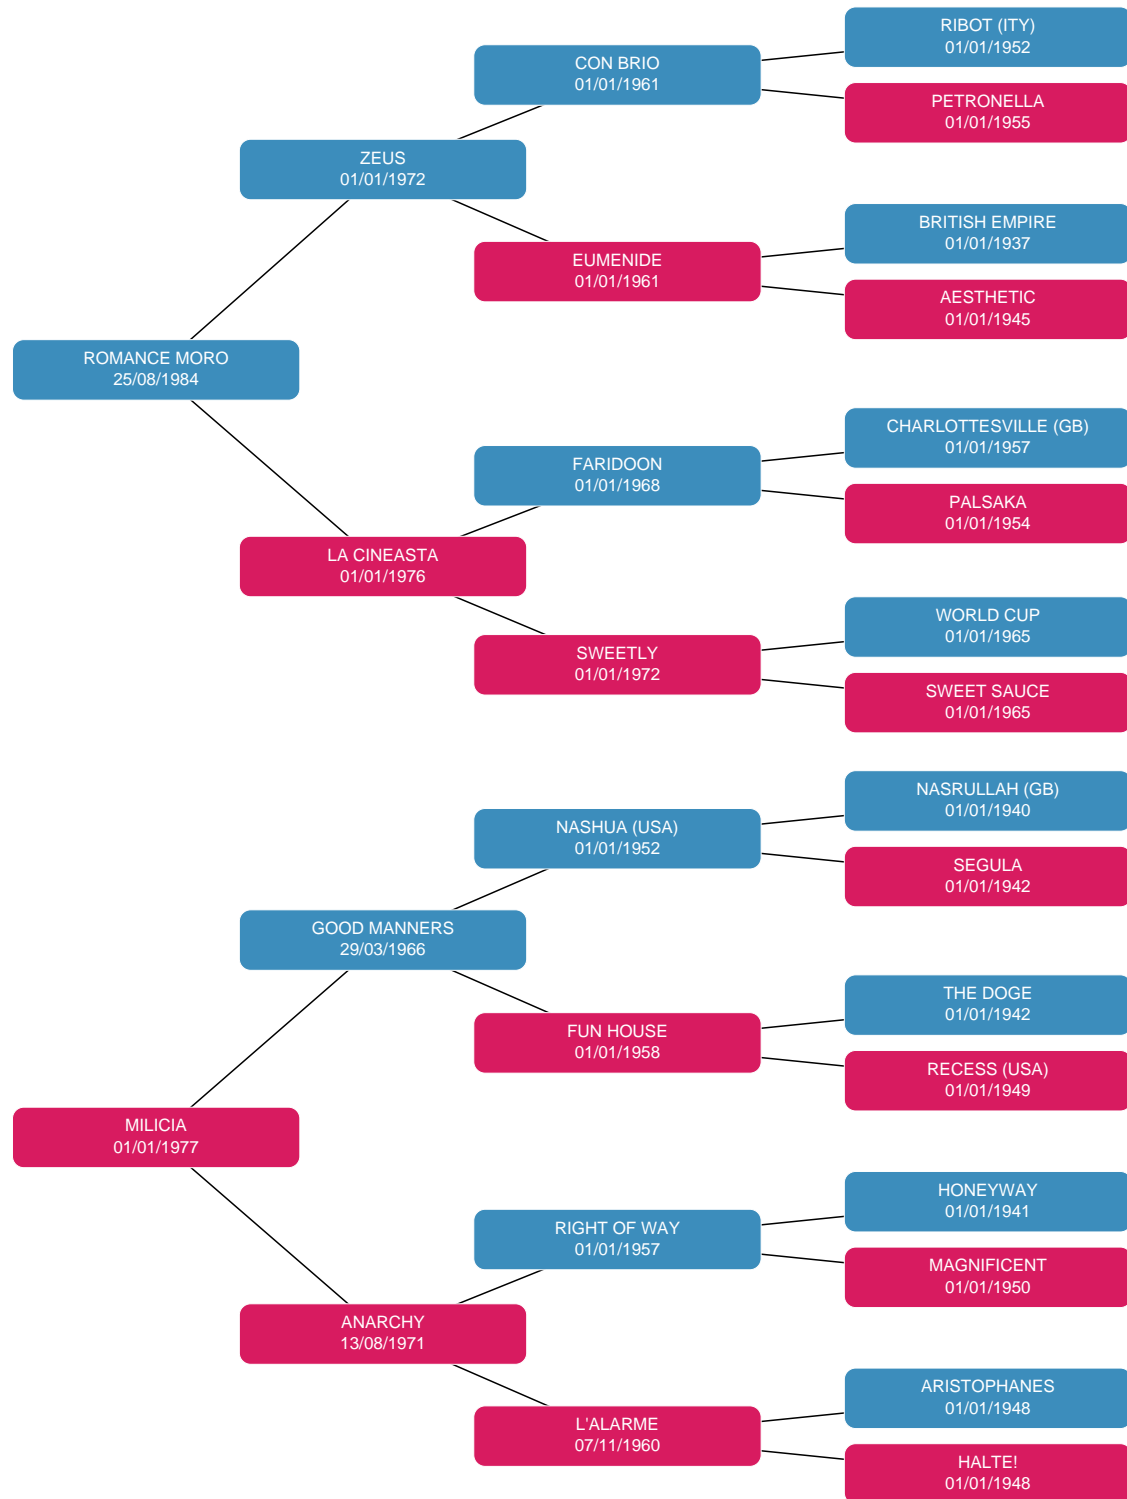 RIBOT (ITY)
01/01/1952
CON BRIO
01/01/1961
PETRONELLA
01/01/1955
ZEUS
01/01/1972
BRITISH EMPIRE
01/01/1937
EUMENIDE
01/01/1961
AESTHETIC
01/01/1945
ROMANCE MORO
25/08/1984
CHARLOTTESVILLE (GB)
01/01/1957
FARIDOON
01/01/1968
PALSAKA
01/01/1954
LA CINEASTA
01/01/1976
WORLD CUP
01/01/1965
SWEETLY
01/01/1972
SWEET SAUCE
01/01/1965
NASRULLAH (GB)
01/01/1940
NASHUA (USA)
01/01/1952
SEGULA
01/01/1942
GOOD MANNERS
29/03/1966
THE DOGE
01/01/1942
FUN HOUSE
01/01/1958
RECESS (USA)
01/01/1949
MILICIA
01/01/1977
HONEYWAY
01/01/1941
RIGHT OF WAY
01/01/1957
MAGNIFICENT
01/01/1950
ANARCHY
13/08/1971
ARISTOPHANES
01/01/1948
L'ALARME
07/11/1960
HALTE!
01/01/1948